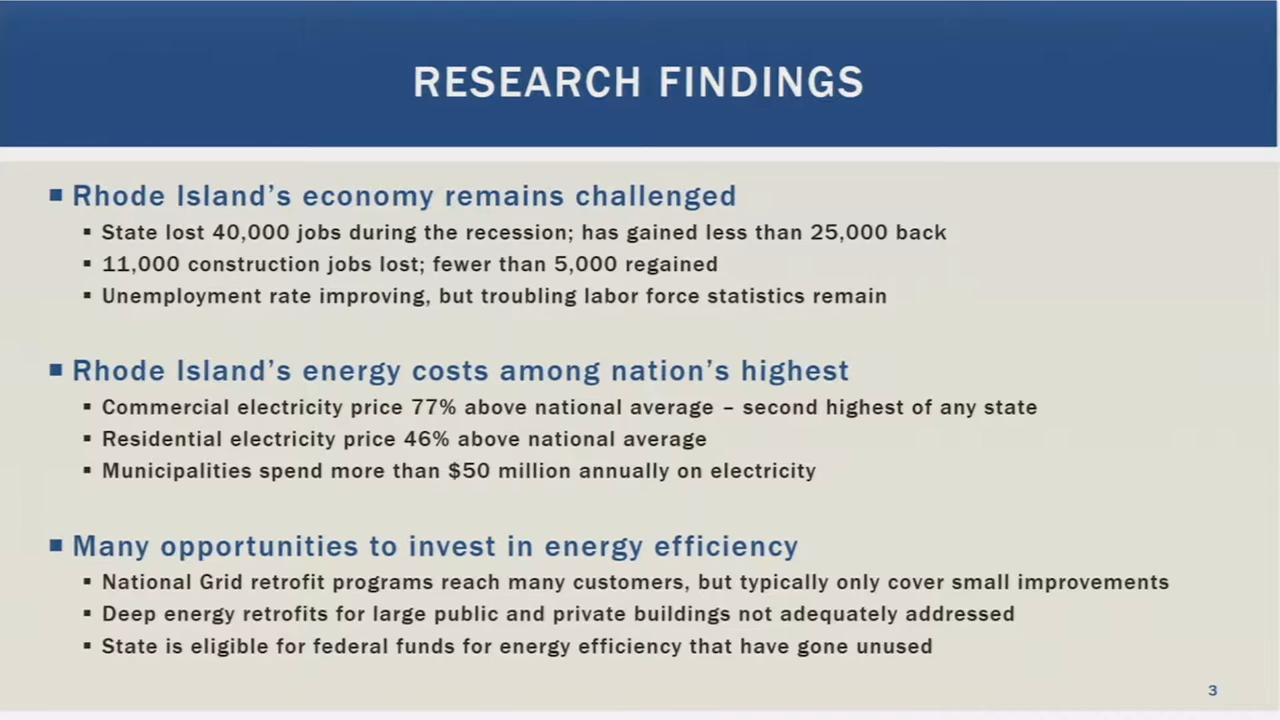 RESEARCH FINDINGS
▪ Rhode Island's economy remains challenged
▪ State lost 40,000 jobs during the recession; has gained less than 25,000 back
▪ 11,000 construction jobs lost; fewer than 5,000 regained
▪ Unemployment rate improving, but troubling labor force statistics remain
▪ Rhode Island's energy costs among nation's highest
▪ Commercial electricity price 77% above national average – second highest of any state
▪ Residential electricity price 46% above national average
▪ Municipalities spend more than $50 million annually on electricity
▪ Many opportunities to invest in energy efficiency
▪ National Grid retrofit programs reach many customers, but typically only cover small improvements
▪ Deep energy retrofits for large public and private buildings not adequately addressed
▪ State is eligible for federal funds for energy efficiency that have gone unused
3